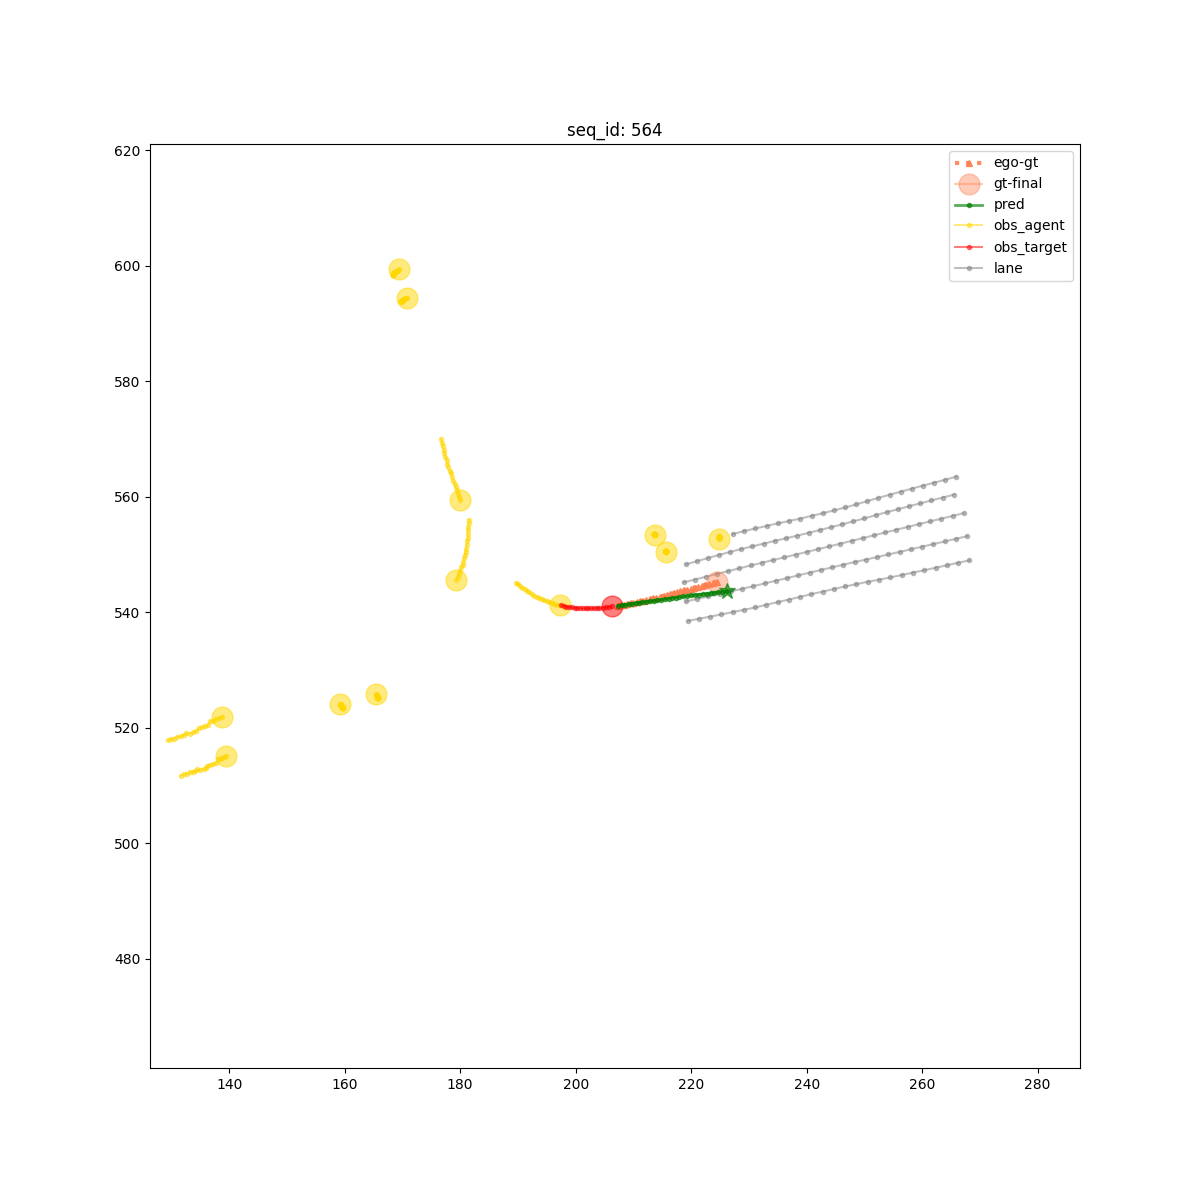 seq_id: 564
ego-gt
gt-final
pred
obs_agent
obs_target
lane
620
600
580
560
540
520
500
480
140 160 180 200 220 240 260 280